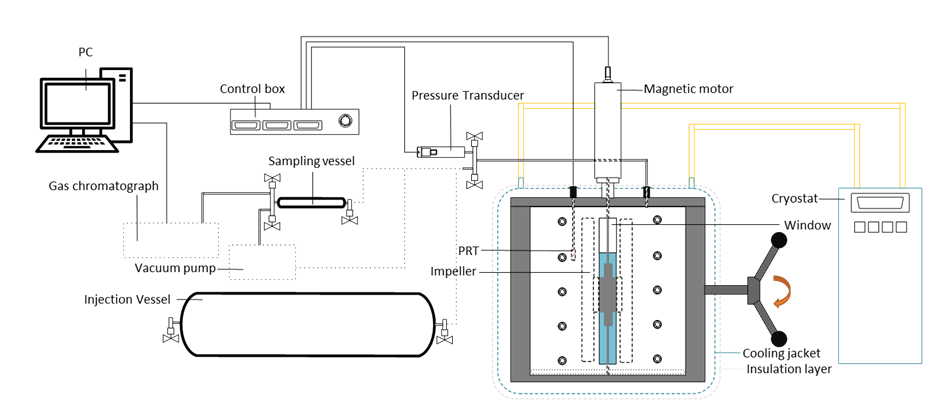 PC
Control box
Pressure Transducer
Magnetic motor
Sampling vessel
Gas chromatograph
Cryostat
Window
PRT
Vacuum pump
Impeller
Injection Vessel
Cooling jacket
Insulation layer